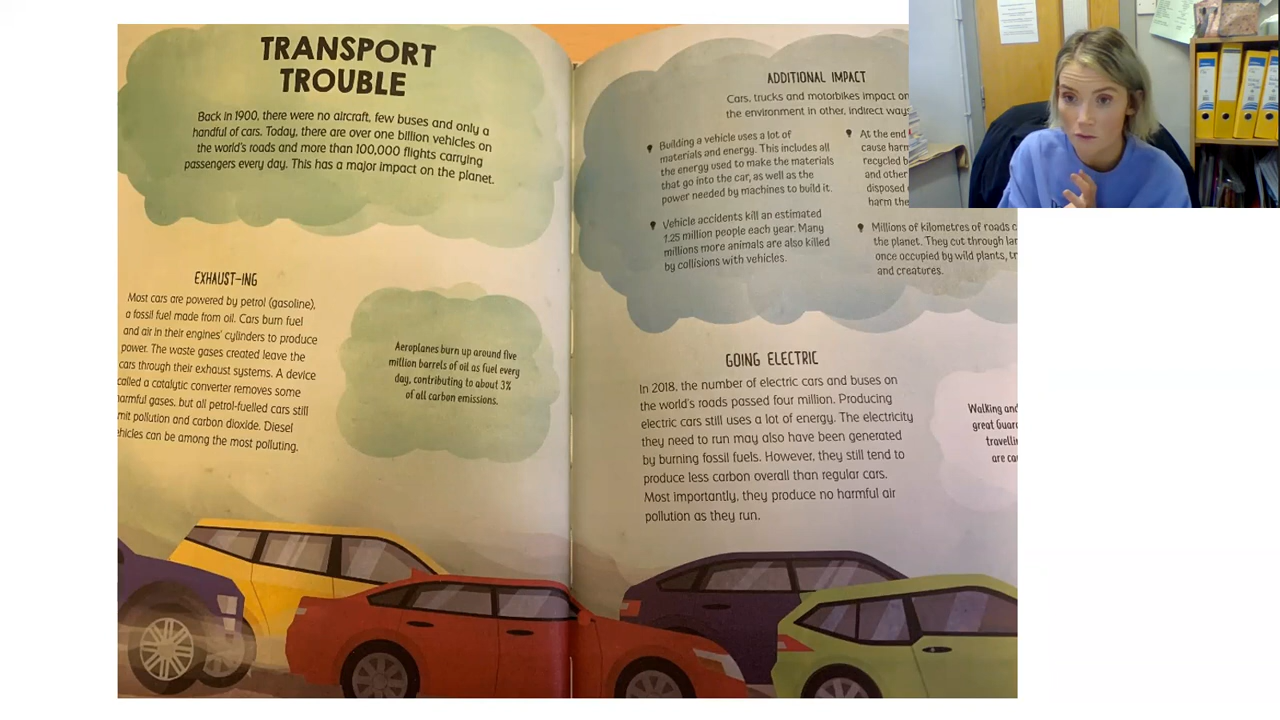 TRANSPORT
TROUBLE
Back in 1900, there were no aircraft, few buses and only a
handful of cars. Today, there are over one billion vehicles on
the world's roads and more than 100,000 flights carrying
passengers every day. This has a major impact on the planet.
EXHAUST-ING
Most cars are powered by petrol (gasoline),
a fossil fuel made from oil. Cars burn fuel
and air in their engines' cylinders to produce
power. The waste gases created leave the
cars through their exhaust systems. A device
called a catalytic converter removes some
harmful gases, but all petrol-fuelled cars still
mit pollution and carbon dioxide. Diesel
ehicles can be among the most polluting.
Aeroplanes burn up around five
million barrels of oil as fuel every
day, contributing to about 3%
of all carbon emissions.
ADDITIONAL IMPACT
Cars, trucks and motorbikes impact on
the environment in other, indirect ways
Building a vehicle uses a lot of
materials and energy. This includes all
the energy used to make the materials
that go into the car, as well as the
power needed by machines to build it.
Vehicle accidents kill an estimated
1.25 million people each year. Many
millions more animals are also killed
by collisions with vehicles.
At the end
cause harm
recycled b
and other
disposed
harm the
Millions of kilometres of roads c
the planet. They cut through lar
once occupied by wild plants, tr
and creatures.
GOING ELECTRIC
In 2018, the number of electric cars and buses on
the world's roads passed four million. Producing
electric cars still uses a lot of energy. The electricity
they need to run may also have been generated
by burning fossil fuels. However, they still tend to
produce less carbon overall than regular cars.
Most importantly, they produce no harmful air
pollution as they run.
Walking and
great Guar
travelli
are ca